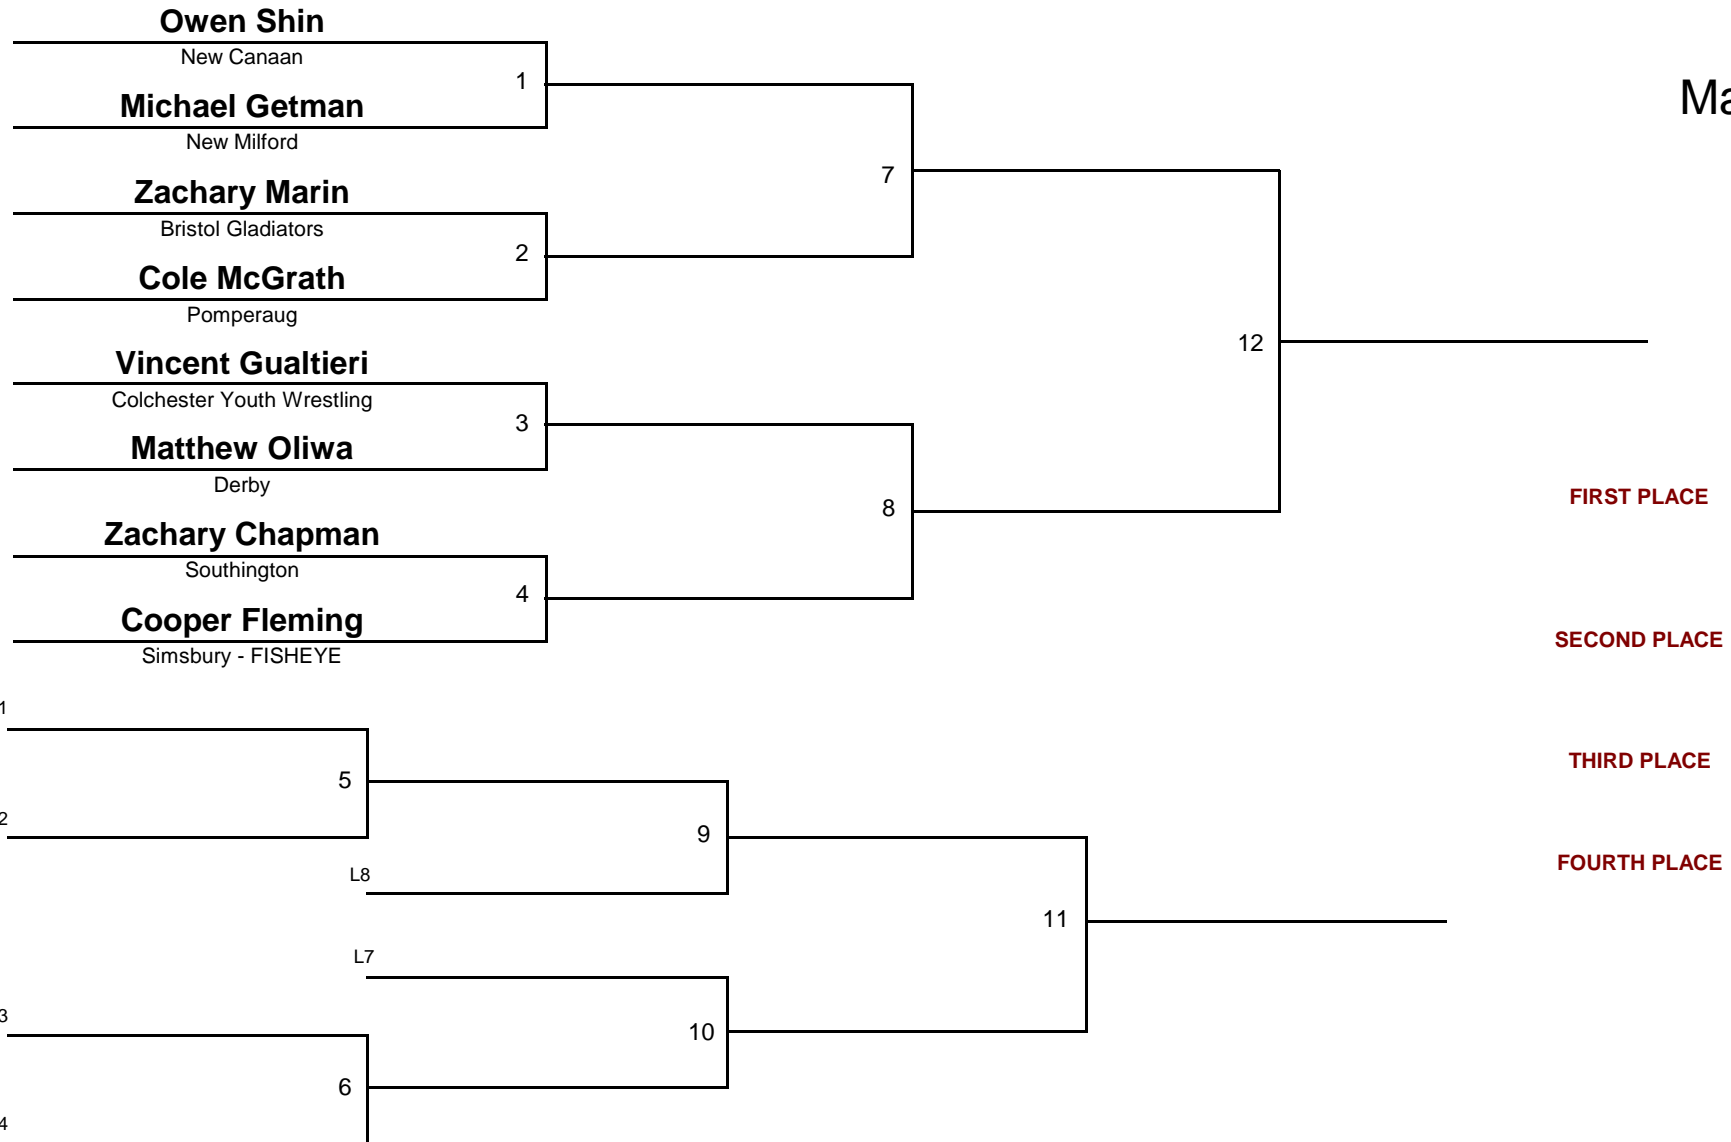 Owen Shin
New Canaan
1
Michael Getman
New Milford
Ma
7
Zachary Marin
Bristol Gladiators
2
Cole McGrath
Pomperaug
12
Vincent Gualtieri
Colchester Youth Wrestling
3
Matthew Oliwa
Derby
8
FIRST PLACE
Zachary Chapman
Southington
4
Cooper Fleming
Simsbury - FISHEYE
SECOND PLACE
1
5
THIRD PLACE
2
9
L8
FOURTH PLACE
11
L7
3
10
6
4